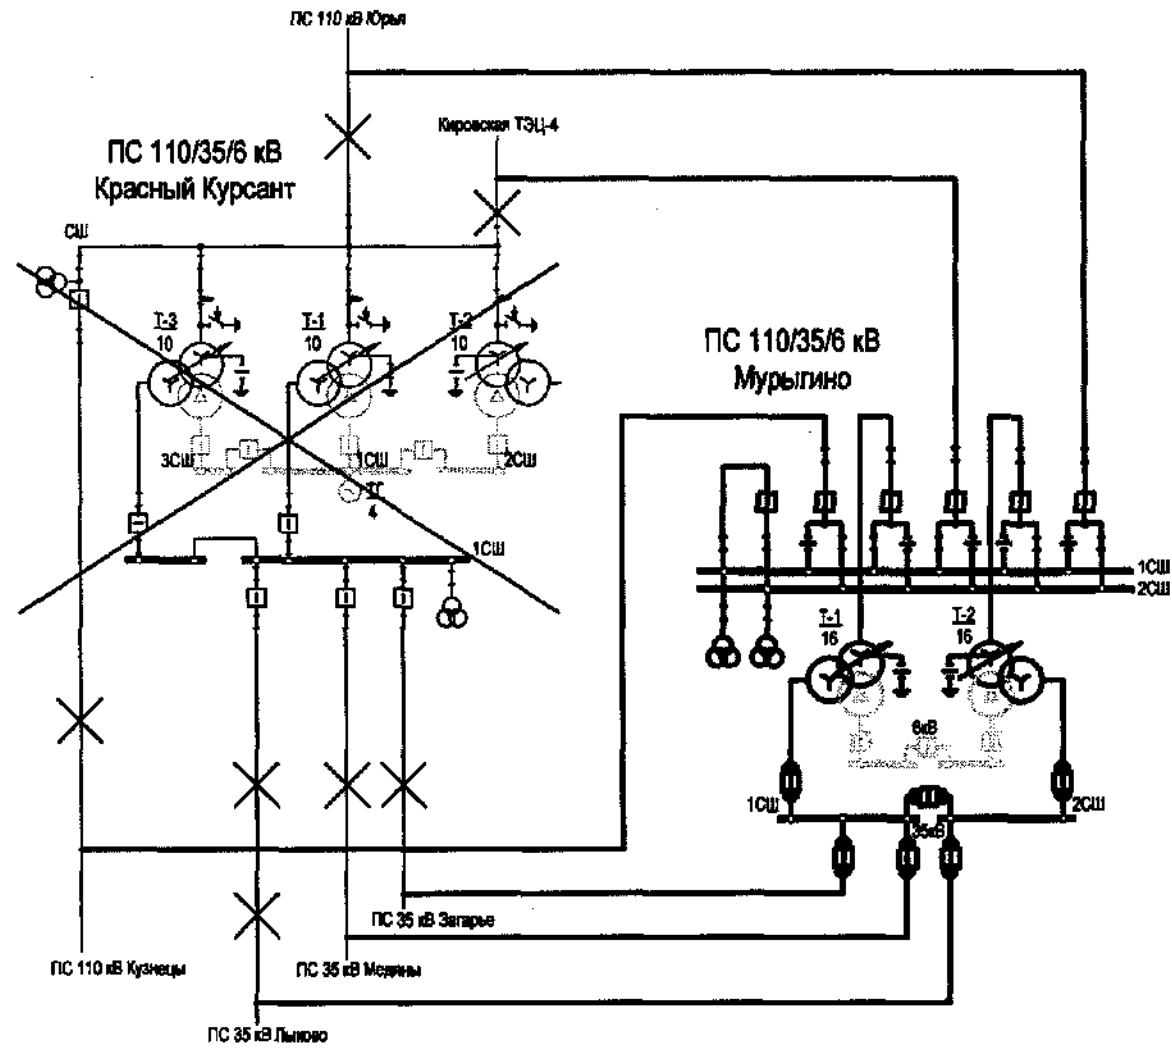 ПС 110 кВ Юрья
Кировская ТЭЦ-4
ПС 110/35/6 кВ
Красный Курсант
СШ
Т-3
10
Т-1
10
Т-2
10
3СШ
1СШ
2СШ
ТГ
4
1СШ
ПС 110/35/6 кВ
Мурыгино
1СШ
2СШ
Т-1
16
Т-2
16
6кВ
1СШ
2СШ
35кВ
ПС 35 кВ Загарье
ПС 110 кВ Кузнецы
ПС 35 кВ Медяны
ПС 35 кВ Лыково